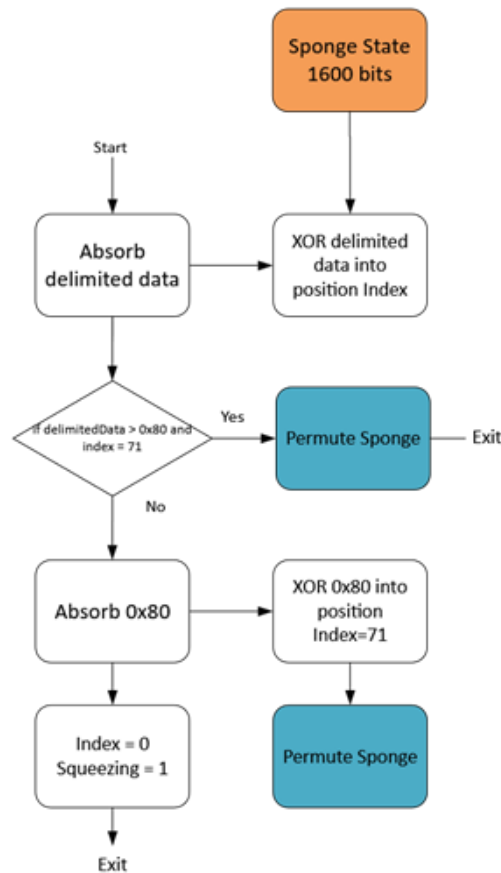 Sponge State
1600 bits
Start
Absorb
delimited data
XOR delimited
data into
position Index
if delimitedData > 0x80 and
index = 71
Yes
Permute Sponge
Exit
No
Absorb 0x80
XOR 0x80 into
position
Index=71
Index = 0
Squeezing = 1
Permute Sponge
Exit